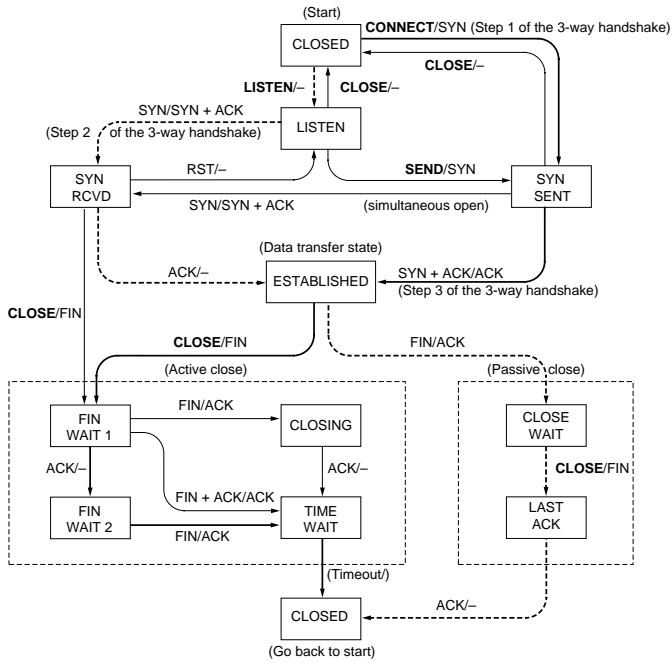 (Start)
CLOSED
CONNECT/SYN (Step 1 of the 3-way handshake)
CLOSE/–
LISTEN/–
CLOSE/–
SYN/SYN + ACK
(Step 2 of the 3-way handshake)
LISTEN
SYN
RCVD
RST/–
SEND/SYN
SYN
SENT
SYN/SYN + ACK
(simultaneous open)
(Data transfer state)
ACK/–
ESTABLISHED
SYN + ACK/ACK
(Step 3 of the 3-way handshake)
CLOSE/FIN
CLOSE/FIN
FIN/ACK
(Active close)
(Passive close)
FIN
WAIT 1
FIN/ACK
CLOSING
CLOSE
WAIT
ACK/–
ACK/–
CLOSE/FIN
FIN + ACK/ACK
FIN
WAIT 2
FIN/ACK
TIME
WAIT
LAST
ACK
(Timeout/)
CLOSED
ACK/–
(Go back to start)